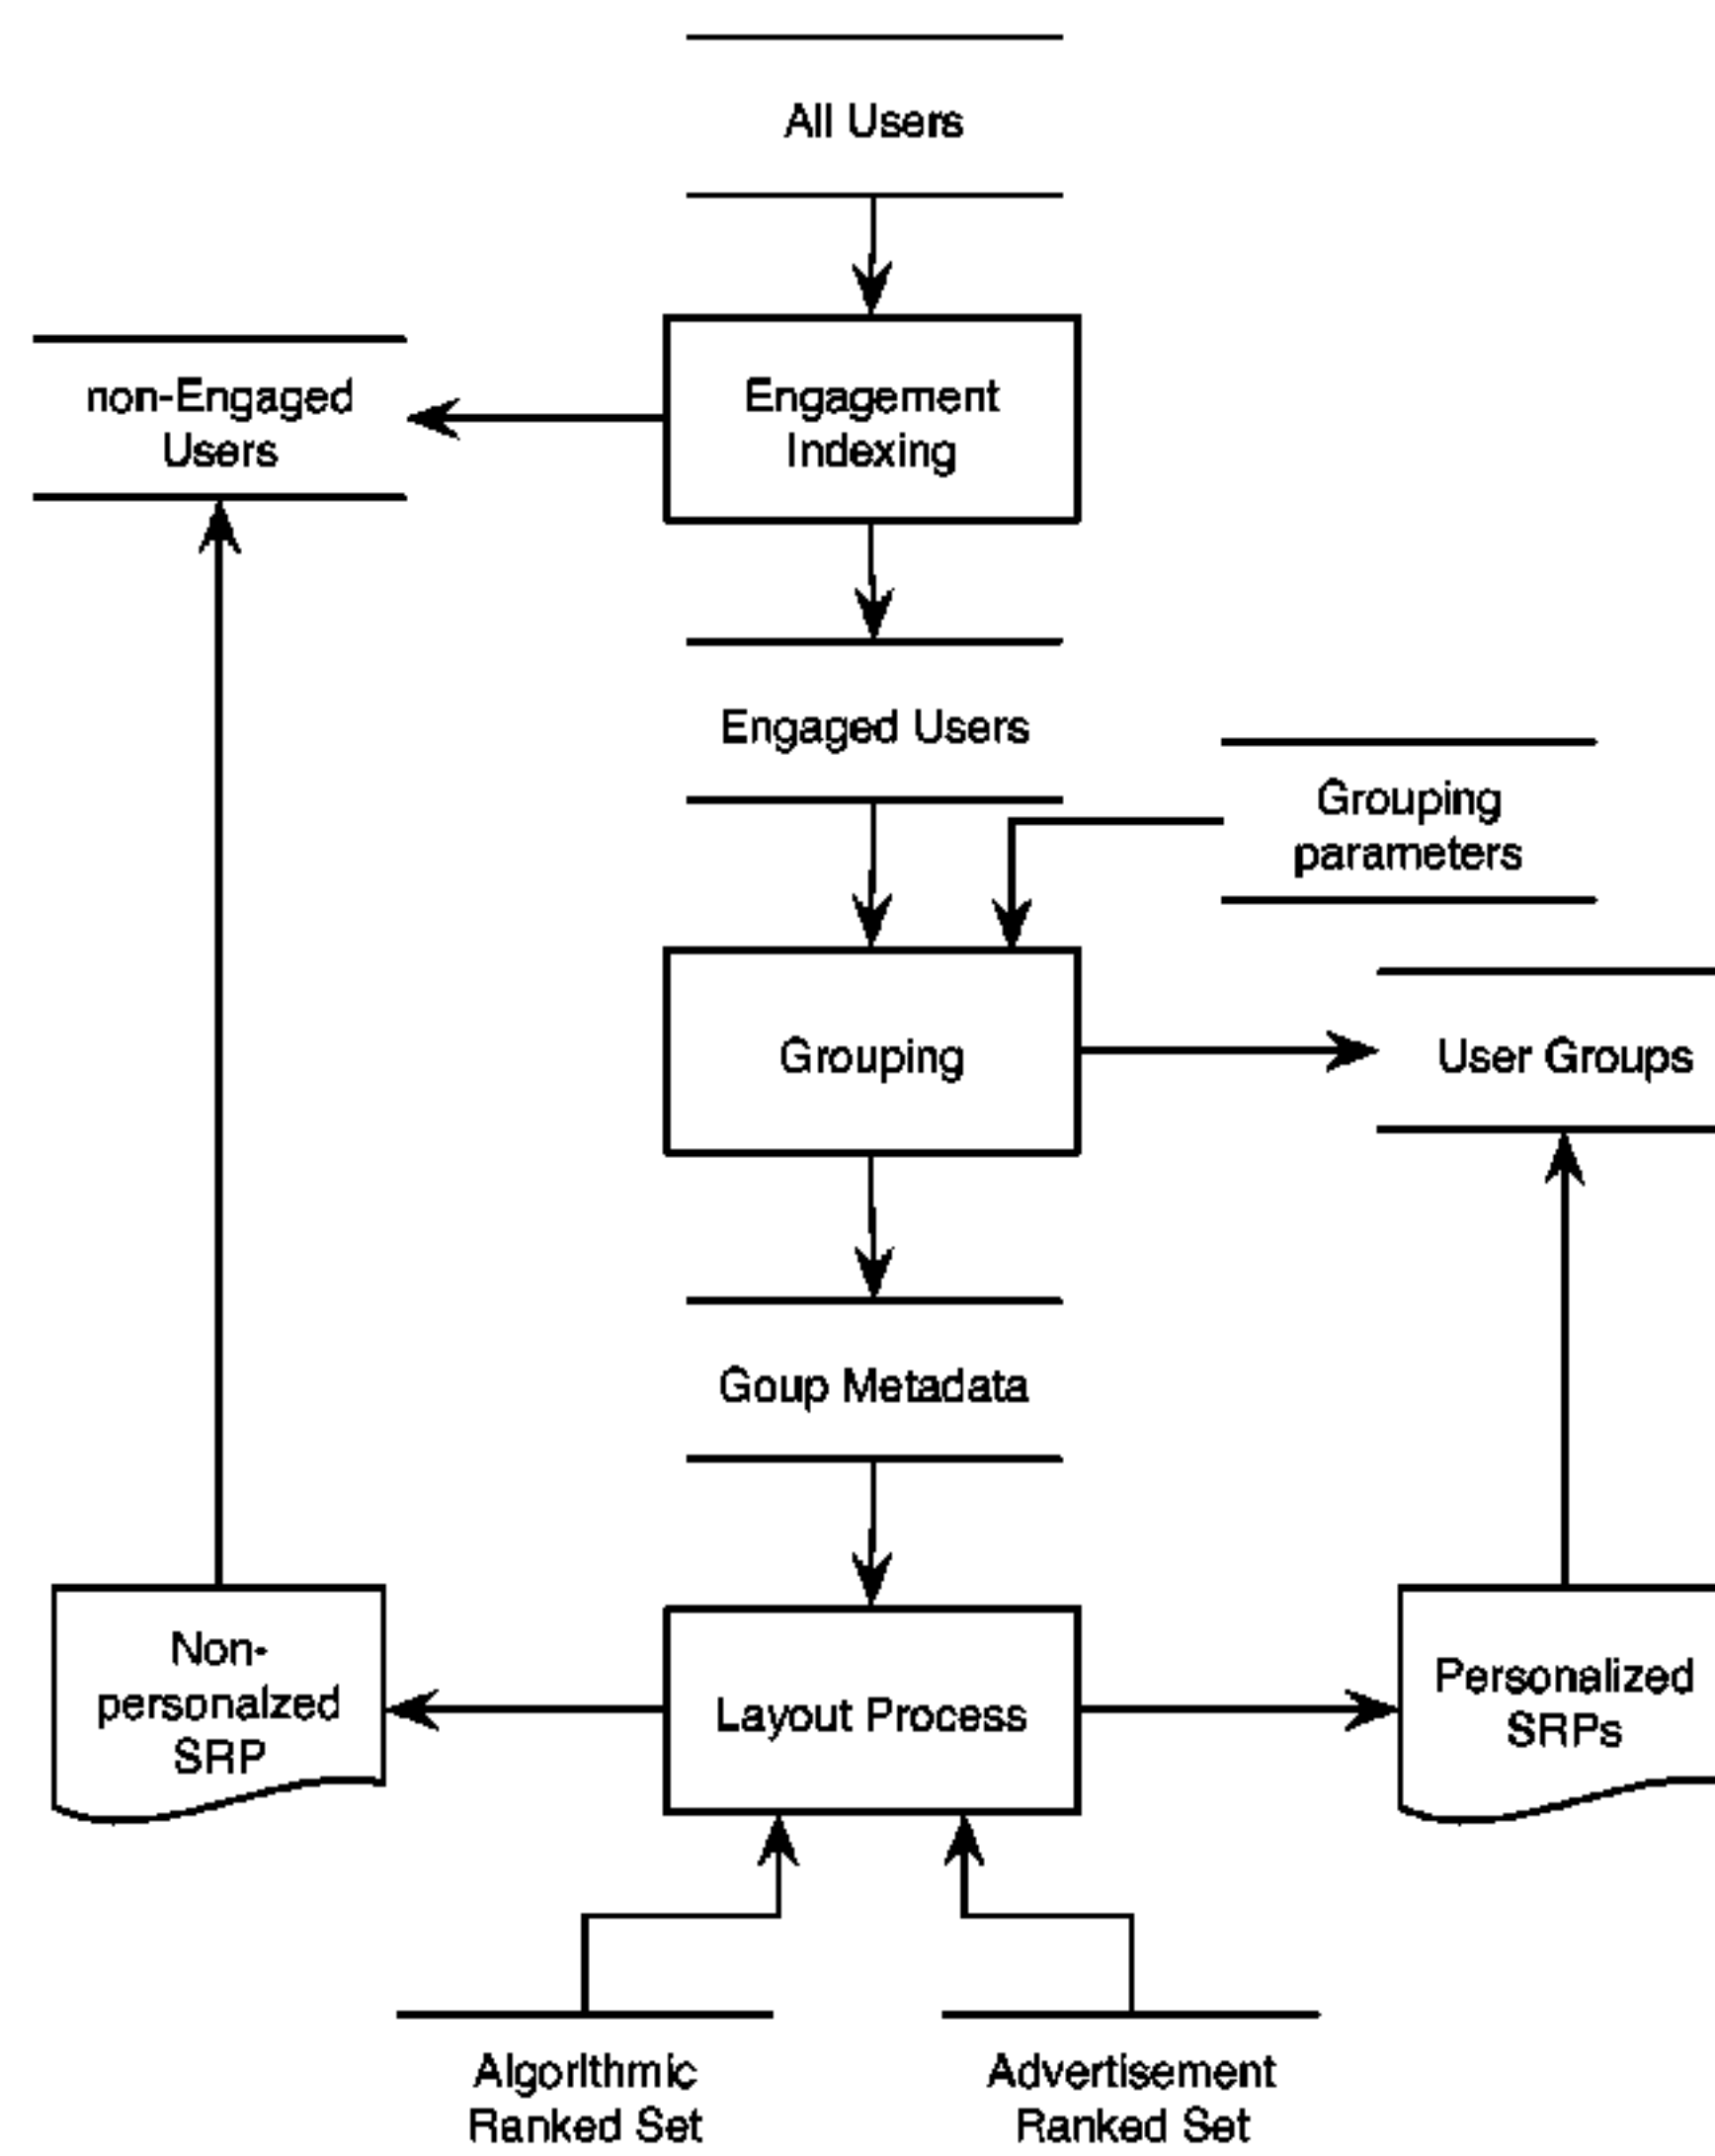 All Users
non-Engaged
Users
Engagement
Indexing
Engaged Users
Grouping
parameters
Grouping
User Groups
Goup Metadata
Non-
personalzed
SRP
Layout Process
Personalized
SRPs
Algorithmic
Ranked Set
Advertisement
Ranked Set